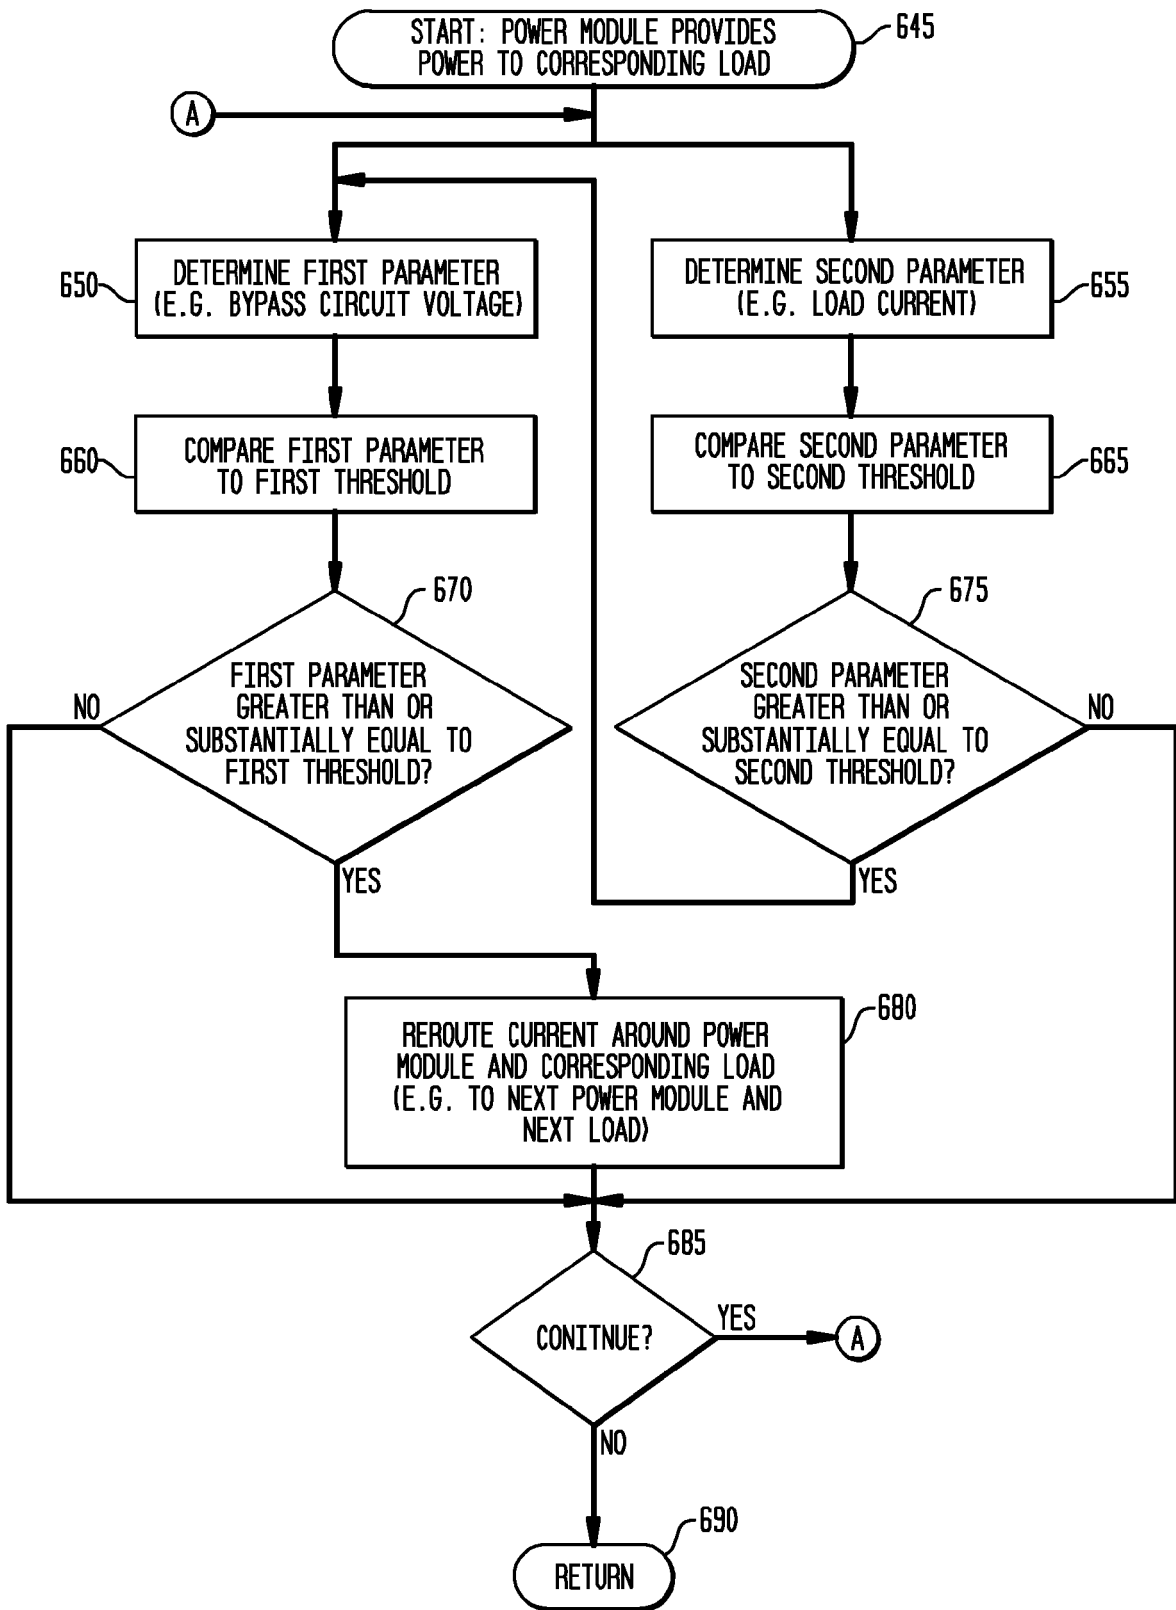 START: POWER MODULE PROVIDES
POWER TO CORRESPONDING LOAD
645
A
DETERMINE FIRST PARAMETER
(E.G. BYPASS CIRCUIT VOLTAGE)
650
DETERMINE SECOND PARAMETER
(E.G. LOAD CURRENT)
655
COMPARE FIRST PARAMETER
TO FIRST THRESHOLD
660
COMPARE SECOND PARAMETER
TO SECOND THRESHOLD
665
670
FIRST PARAMETER
GREATER THAN OR
SUBSTANTIALLY EQUAL TO
FIRST THRESHOLD?
NO
YES
675
SECOND PARAMETER
GREATER THAN OR
SUBSTANTIALLY EQUAL TO
SECOND THRESHOLD?
NO
YES
680
REROUTE CURRENT AROUND POWER
MODULE AND CORRESPONDING LOAD
(E.G. TO NEXT POWER MODULE AND
NEXT LOAD)
685
CONITNUE?
YES
A
NO
690
RETURN